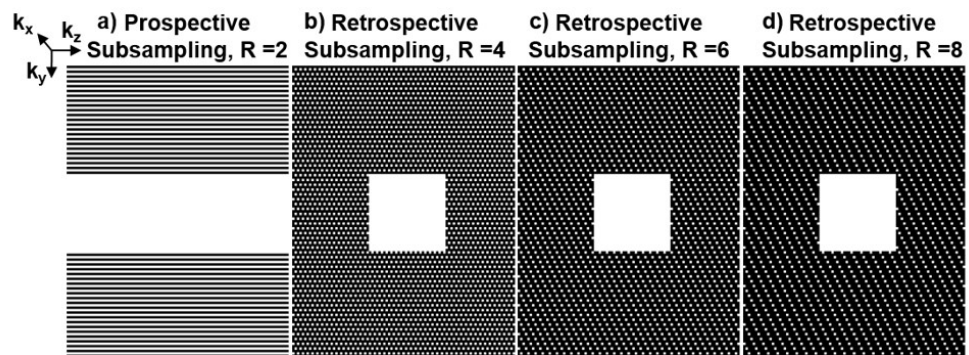 kx
kz
ky
a) Prospective
Subsampling, R =2
b) Retrospective
Subsampling, R =4
c) Retrospective
Subsampling, R =6
d) Retrospective
Subsampling, R =8